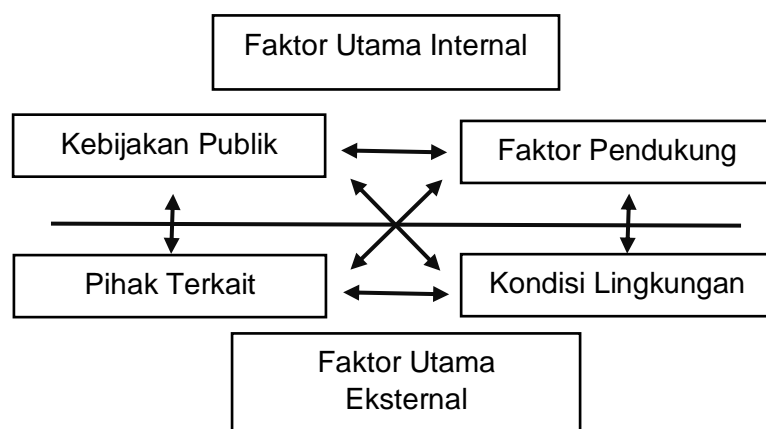 Faktor Utama Internal
Kebijakan Publik
Faktor Pendukung
Pihak Terkait
Kondisi Lingkungan
Faktor Utama
Eksternal